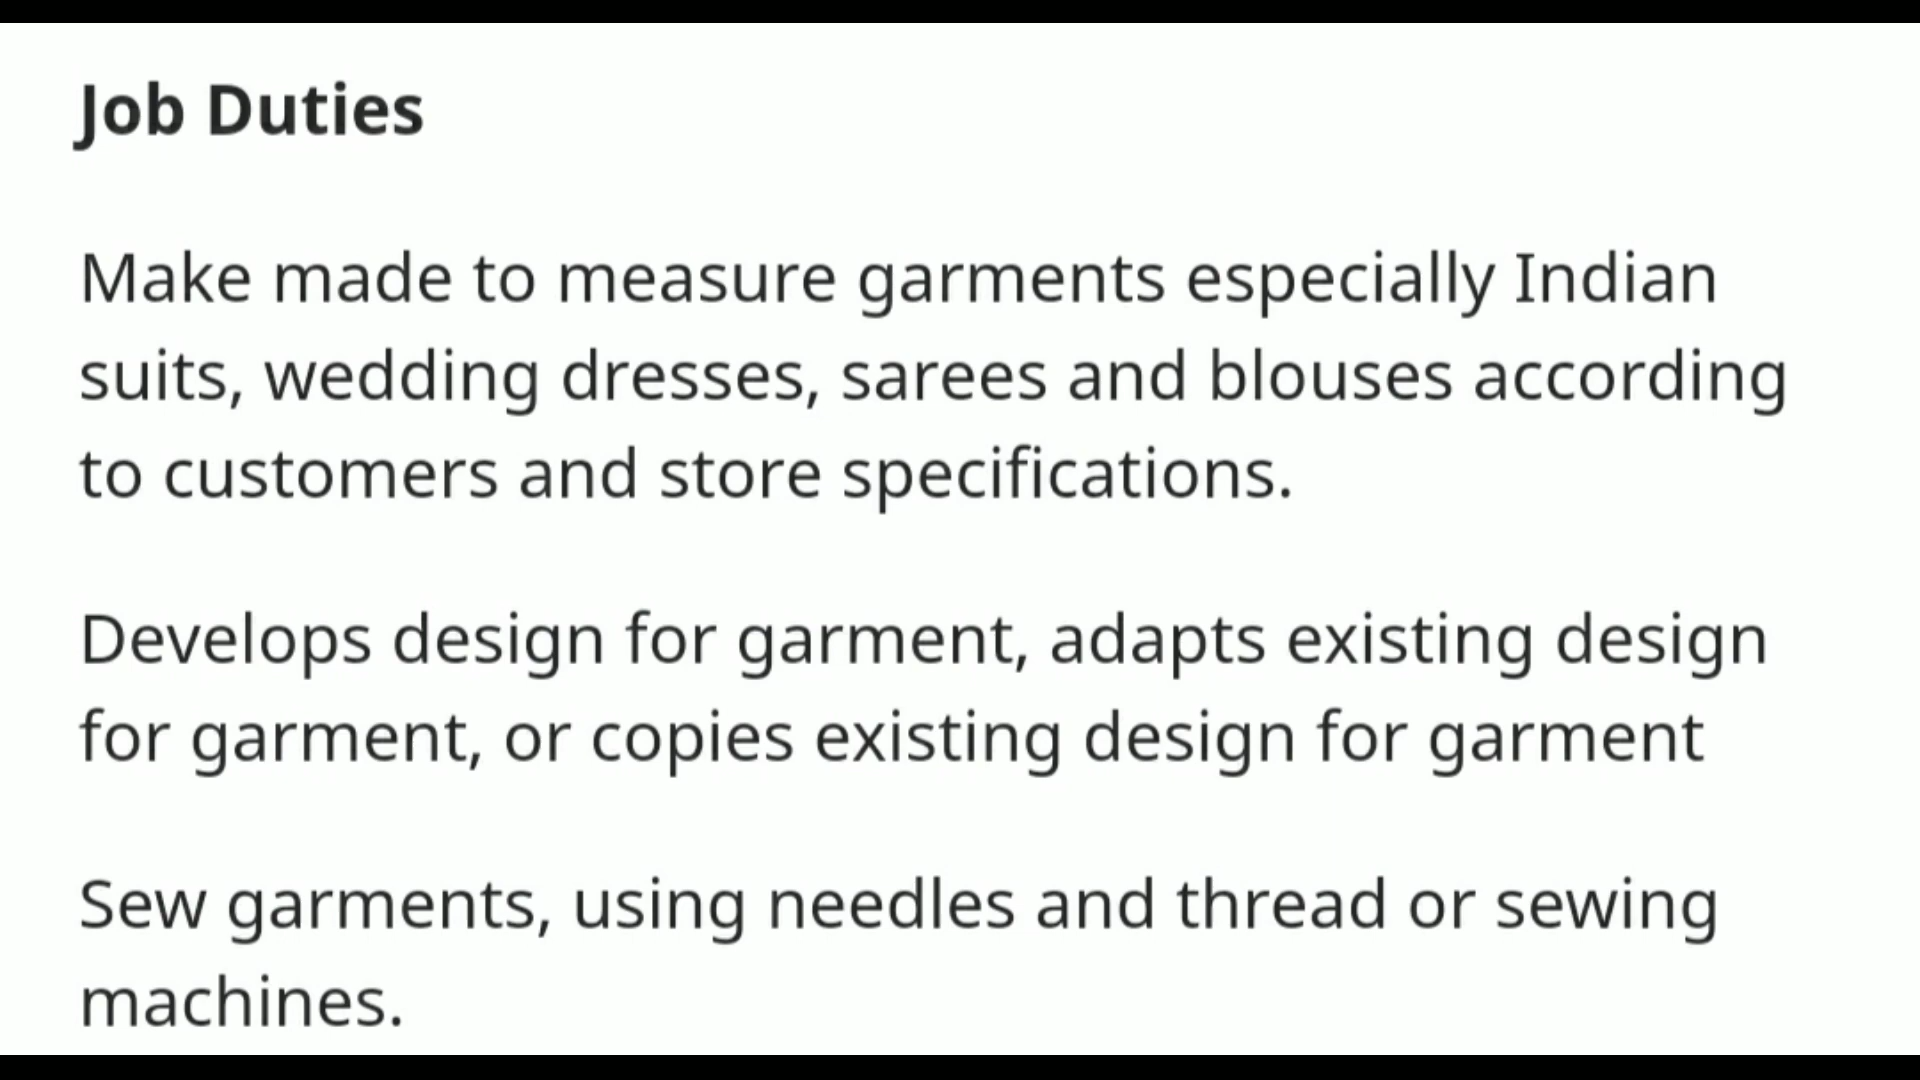 Job Duties
Make made to measure garments especially Indian
suits, wedding dresses, sarees and blouses according
to customers and store specifications.
Develops design for garment, adapts existing design
for garment, or copies existing design for garment
Sew garments, using needles and thread or sewing
machines.